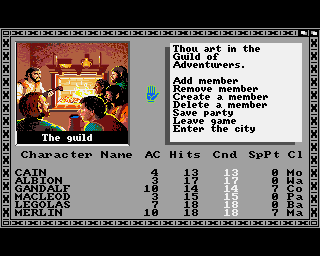 Thou art in the
Guild of
Adventurers.
Add member
Remove member
Create a member
Delete a member
Save party
Leave game
Enter the city
The guild
Character Name AC Hits Cnd SpPt Cl
CAIN 4 13 13 0 Mo
ALBION 3 17 17 0 Wa
GANDALF 10 14 14 7 Co
MACLEOD 3 15 15 0 Pa
LEGOLAS 7 18 18 0 Ba
MERLIN 10 18 18 7 Ma